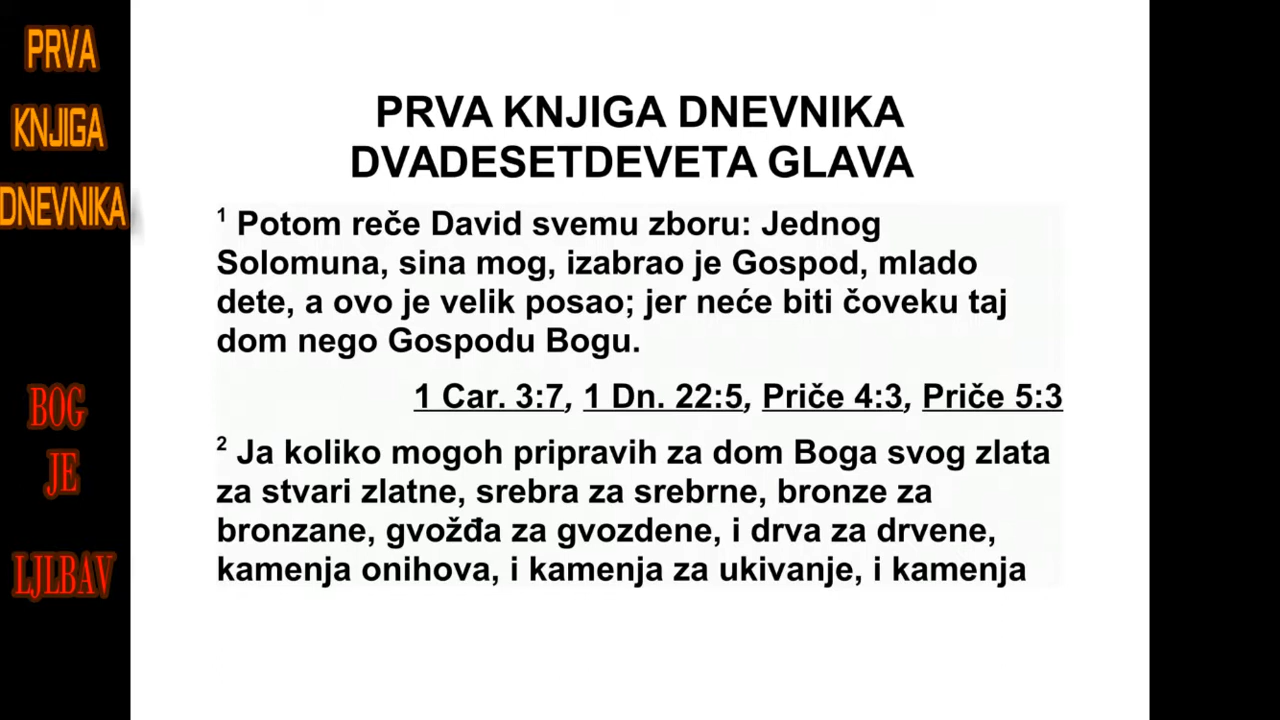 PRVA
KNJIGA
DNEVNIKA
BOG
JE
LJLBAV
PRVA KNJIGA DNEVNIKA
DVADESETDEVETA GLAVA
1 Potom reče David svemu zboru: Jednog
Solomuna, sina mog, izabrao je Gospod, mlado
dete, a ovo je velik posao; jer neće biti čoveku taj
dom nego Gospodu Bogu.
1 Car. 3:7, 1 Dn. 22:5, Priče 4:3, Priče 5:3
2 Ja koliko mogoh pripravih za dom Boga svog zlata
za stvari zlatne, srebra za srebrne, bronze za
bronzane, gvožđa za gvozdene, i drva za drvene,
kamenja onihova, i kamenja za ukivanje, i kamenja